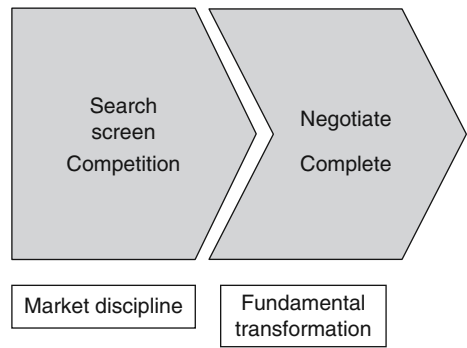 Search
screen
Competition
Negotiate
Complete
Market discipline
Fundamental
transformation